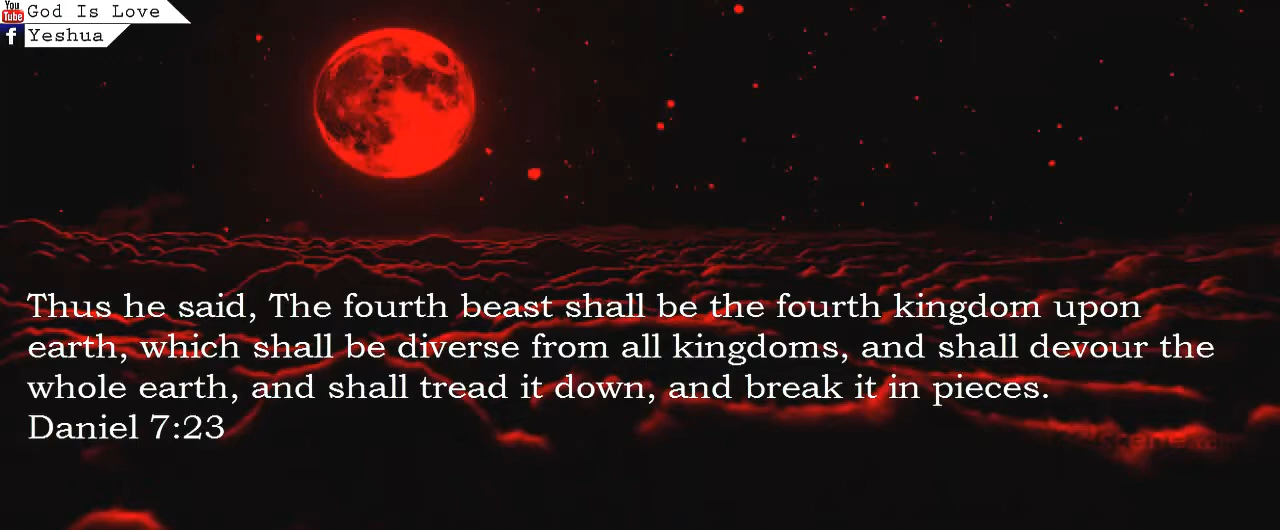 You
Tube
God Is Love
f Yeshua
Thus he said, The fourth beast shall be the fourth kingdom upon
earth, which shall be diverse from all kingdoms, and shall devour the
whole earth, and shall tread it down, and break it in pieces.
Daniel 7:23